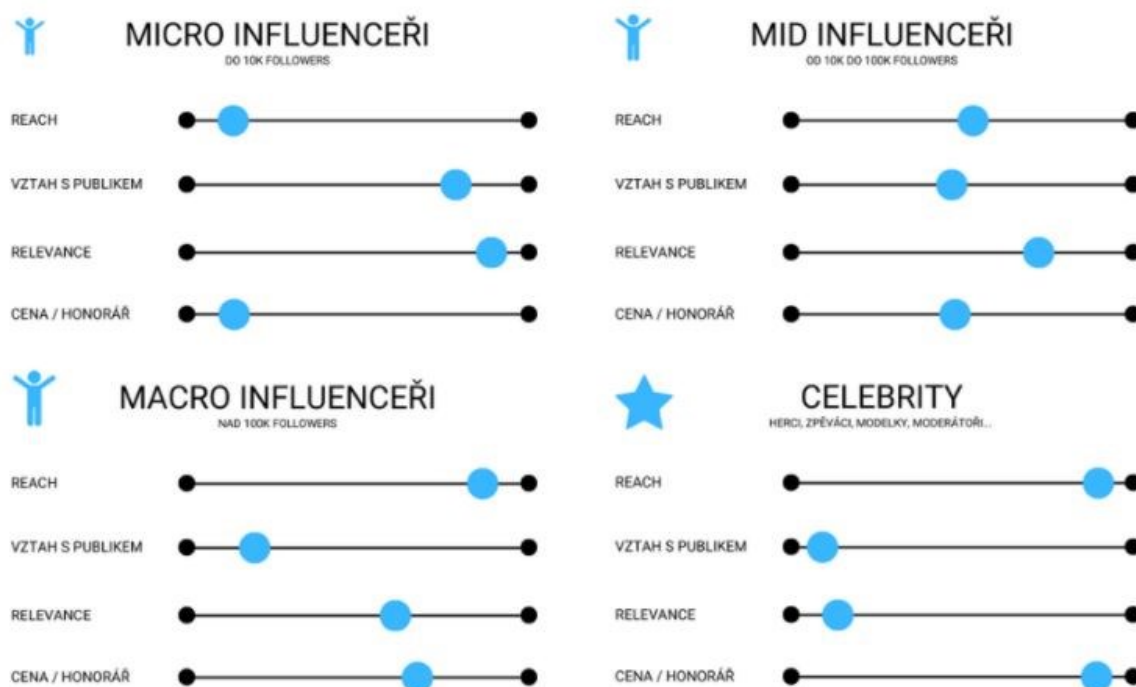 MICRO INFLUENCEŘI
DO 10K FOLLOWERS
REACH
VZTAH S PUBLIKEM
RELEVANCE
CENA / HONORÁŘ
MID INFLUENCEŘI
OD 10K DO 100K FOLLOWERS
REACH
VZTAH S PUBLIKEM
RELEVANCE
CENA / HONORÁŘ
MACRO INFLUENCEŘI
NAD 100K FOLLOWERS
REACH
VZTAH S PUBLIKEM
RELEVANCE
CENA / HONORÁŘ
CELEBRITY
HERCI, ZPĚVÁCI, MODELKY, MODERÁTOŘI...
REACH
VZTAH S PUBLIKEM
RELEVANCE
CENA / HONORÁŘ